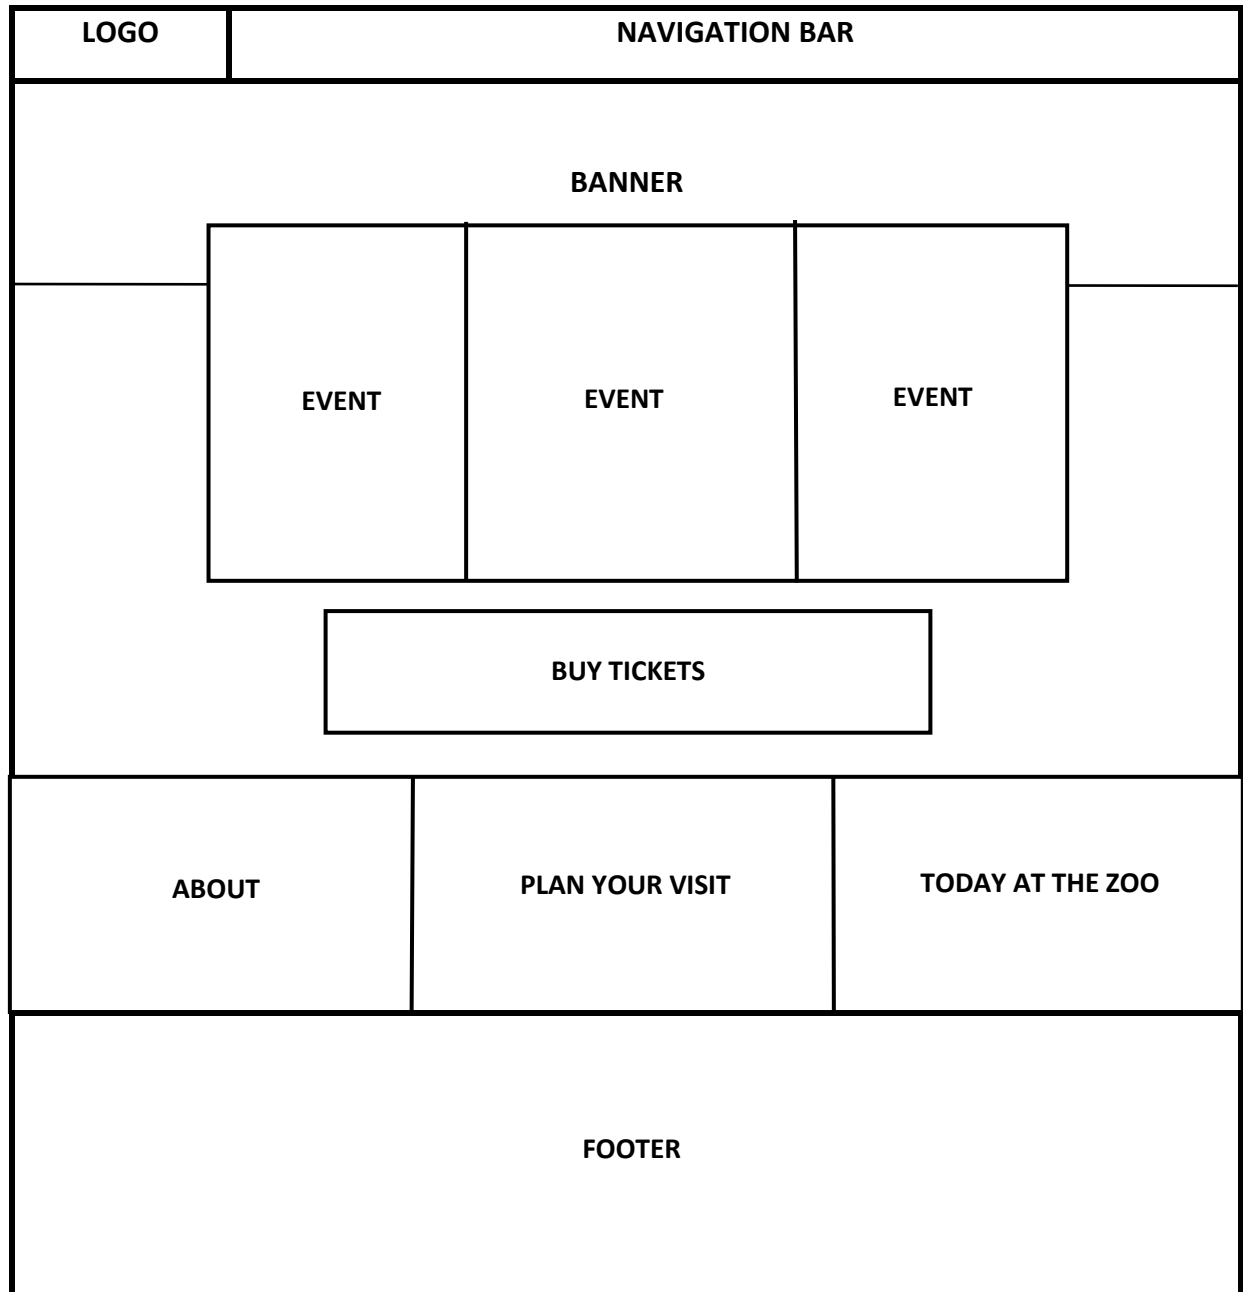 LOGO
NAVIGATION BAR
BANNER
EVENT
EVENT
EVENT
BUY TICKETS
ABOUT
PLAN YOUR VISIT
TODAY AT THE ZOO
FOOTER